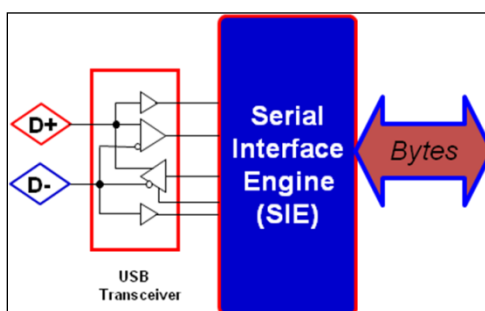 D+
D-
USB
Transceiver
Serial
Interface
Engine
(SIE)
Bytes